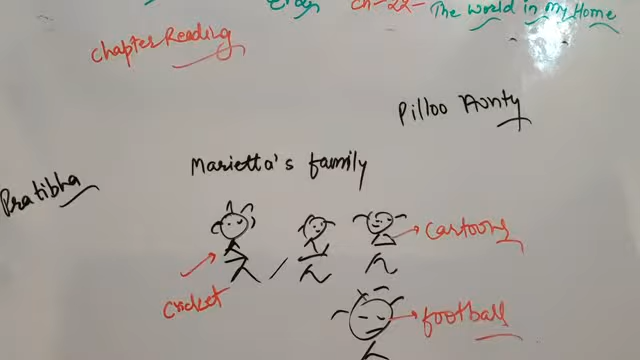 Ch-22- The world in my Home
Chapter Reading
Pilloo Aunty
Marietta's family
Pratibha
cartoons
cricket
football